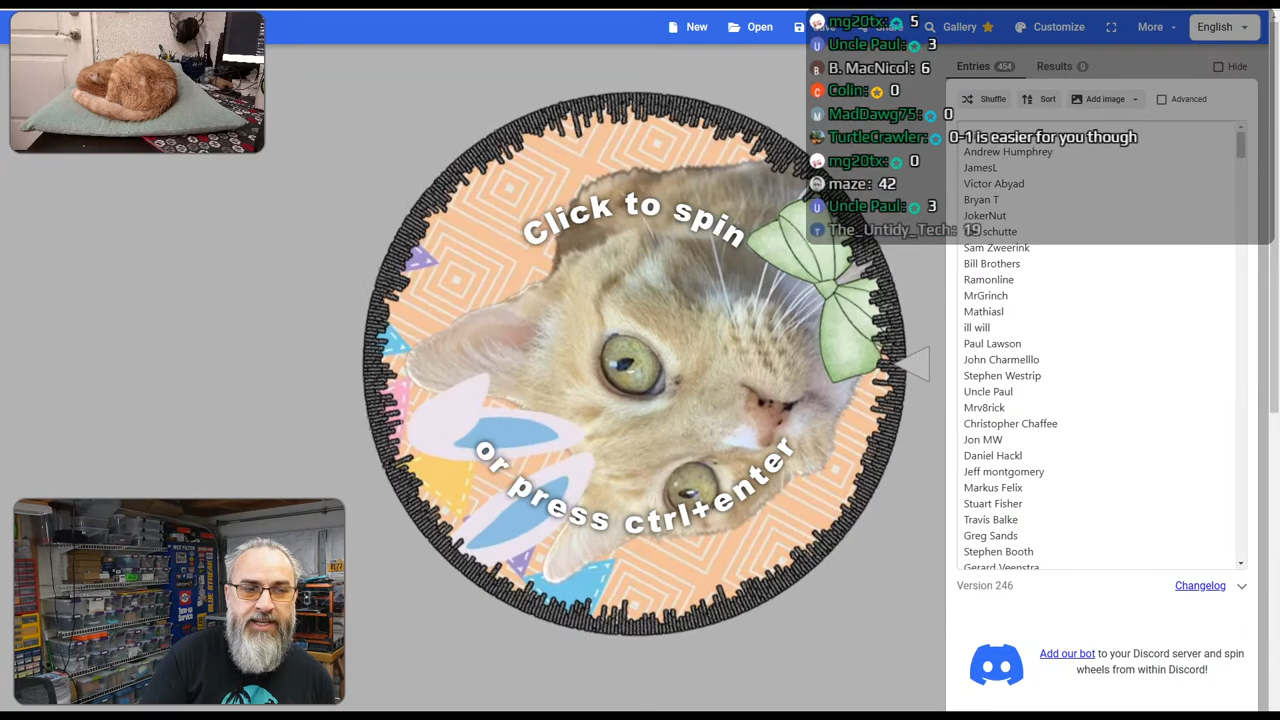 New
Open
Save
Share
Gallery
Customize
More
English
mg20tx: 5
Uncle Paul: 3
B. MacNicol: 6
Colin: 0
MadDawg75: 0
TurtleCrawler: 0-1 is easier for you though
mg20tx: 0
maze: 42
Uncle Paul: 3
The_Untidy_Tech: 19
Entries 454
Results 0
Hide
Shuffle
Sort
Add image
Advanced
Andrew Humphrey
JamesL
Victor Abyad
Bryan T
JokerNut
schutte
Sam Zweerink
Bill Brothers
Ramonline
MrGrinch
Mathiasl
ill will
Paul Lawson
John Charmelllo
Stephen Westrip
Uncle Paul
Mrv8rick
Christopher Chaffee
Jon MW
Daniel Hackl
Jeff montgomery
Markus Felix
Stuart Fisher
Travis Balke
Greg Sands
Stephen Booth
Gerard Veenstra
Click to spin
or press ctrl+enter
Version 246
Changelog
Add our bot to your Discord server and spin
wheels from within Discord!